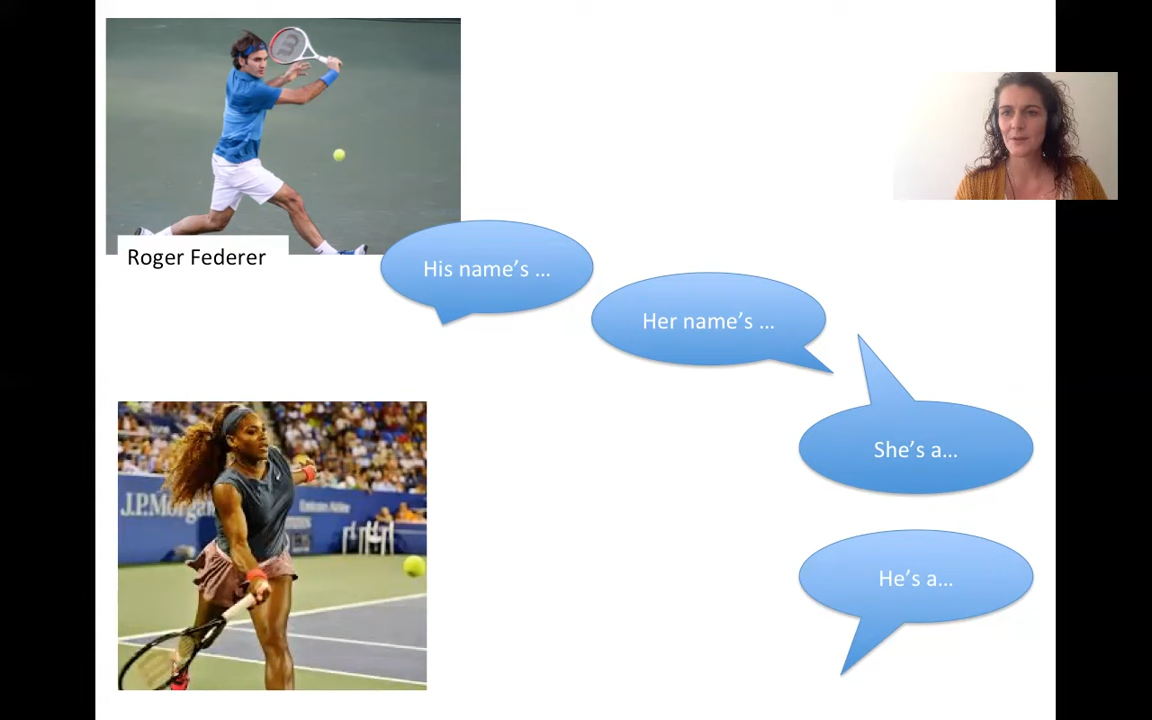 Roger Federer
His name's ...
Her name's ...
She's a...
He's a...
J.P.Morgan